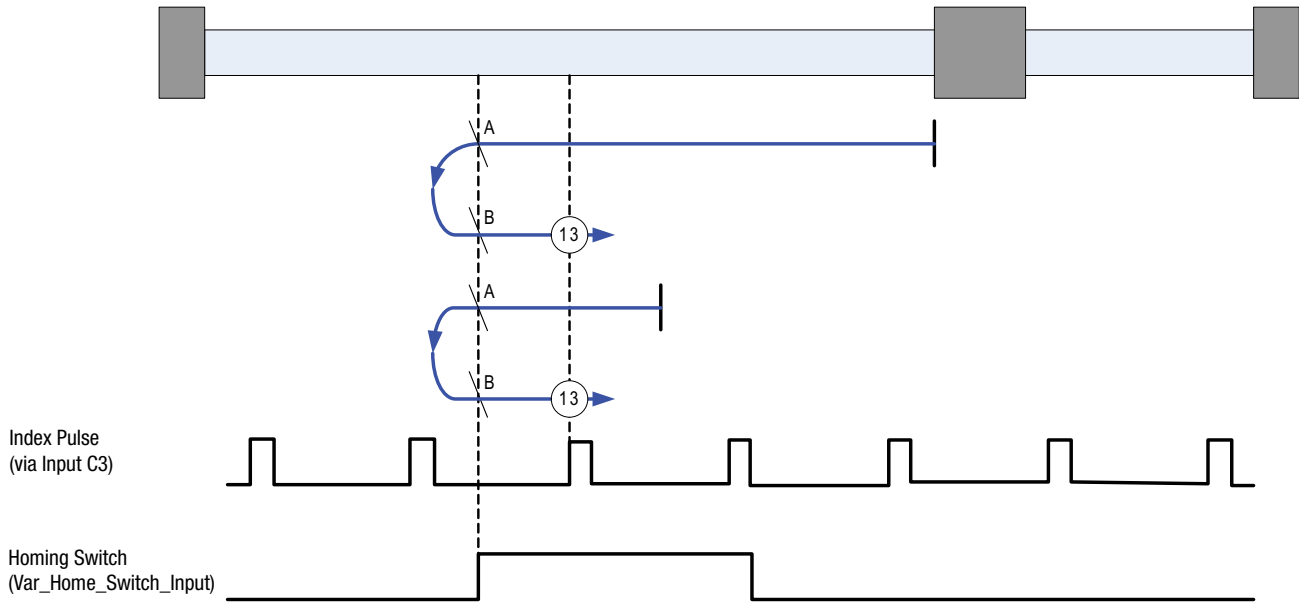 A
B
13
A
B
13
Index Pulse
(via Input C3)
Homing Switch
(Var_Home_Switch_Input)